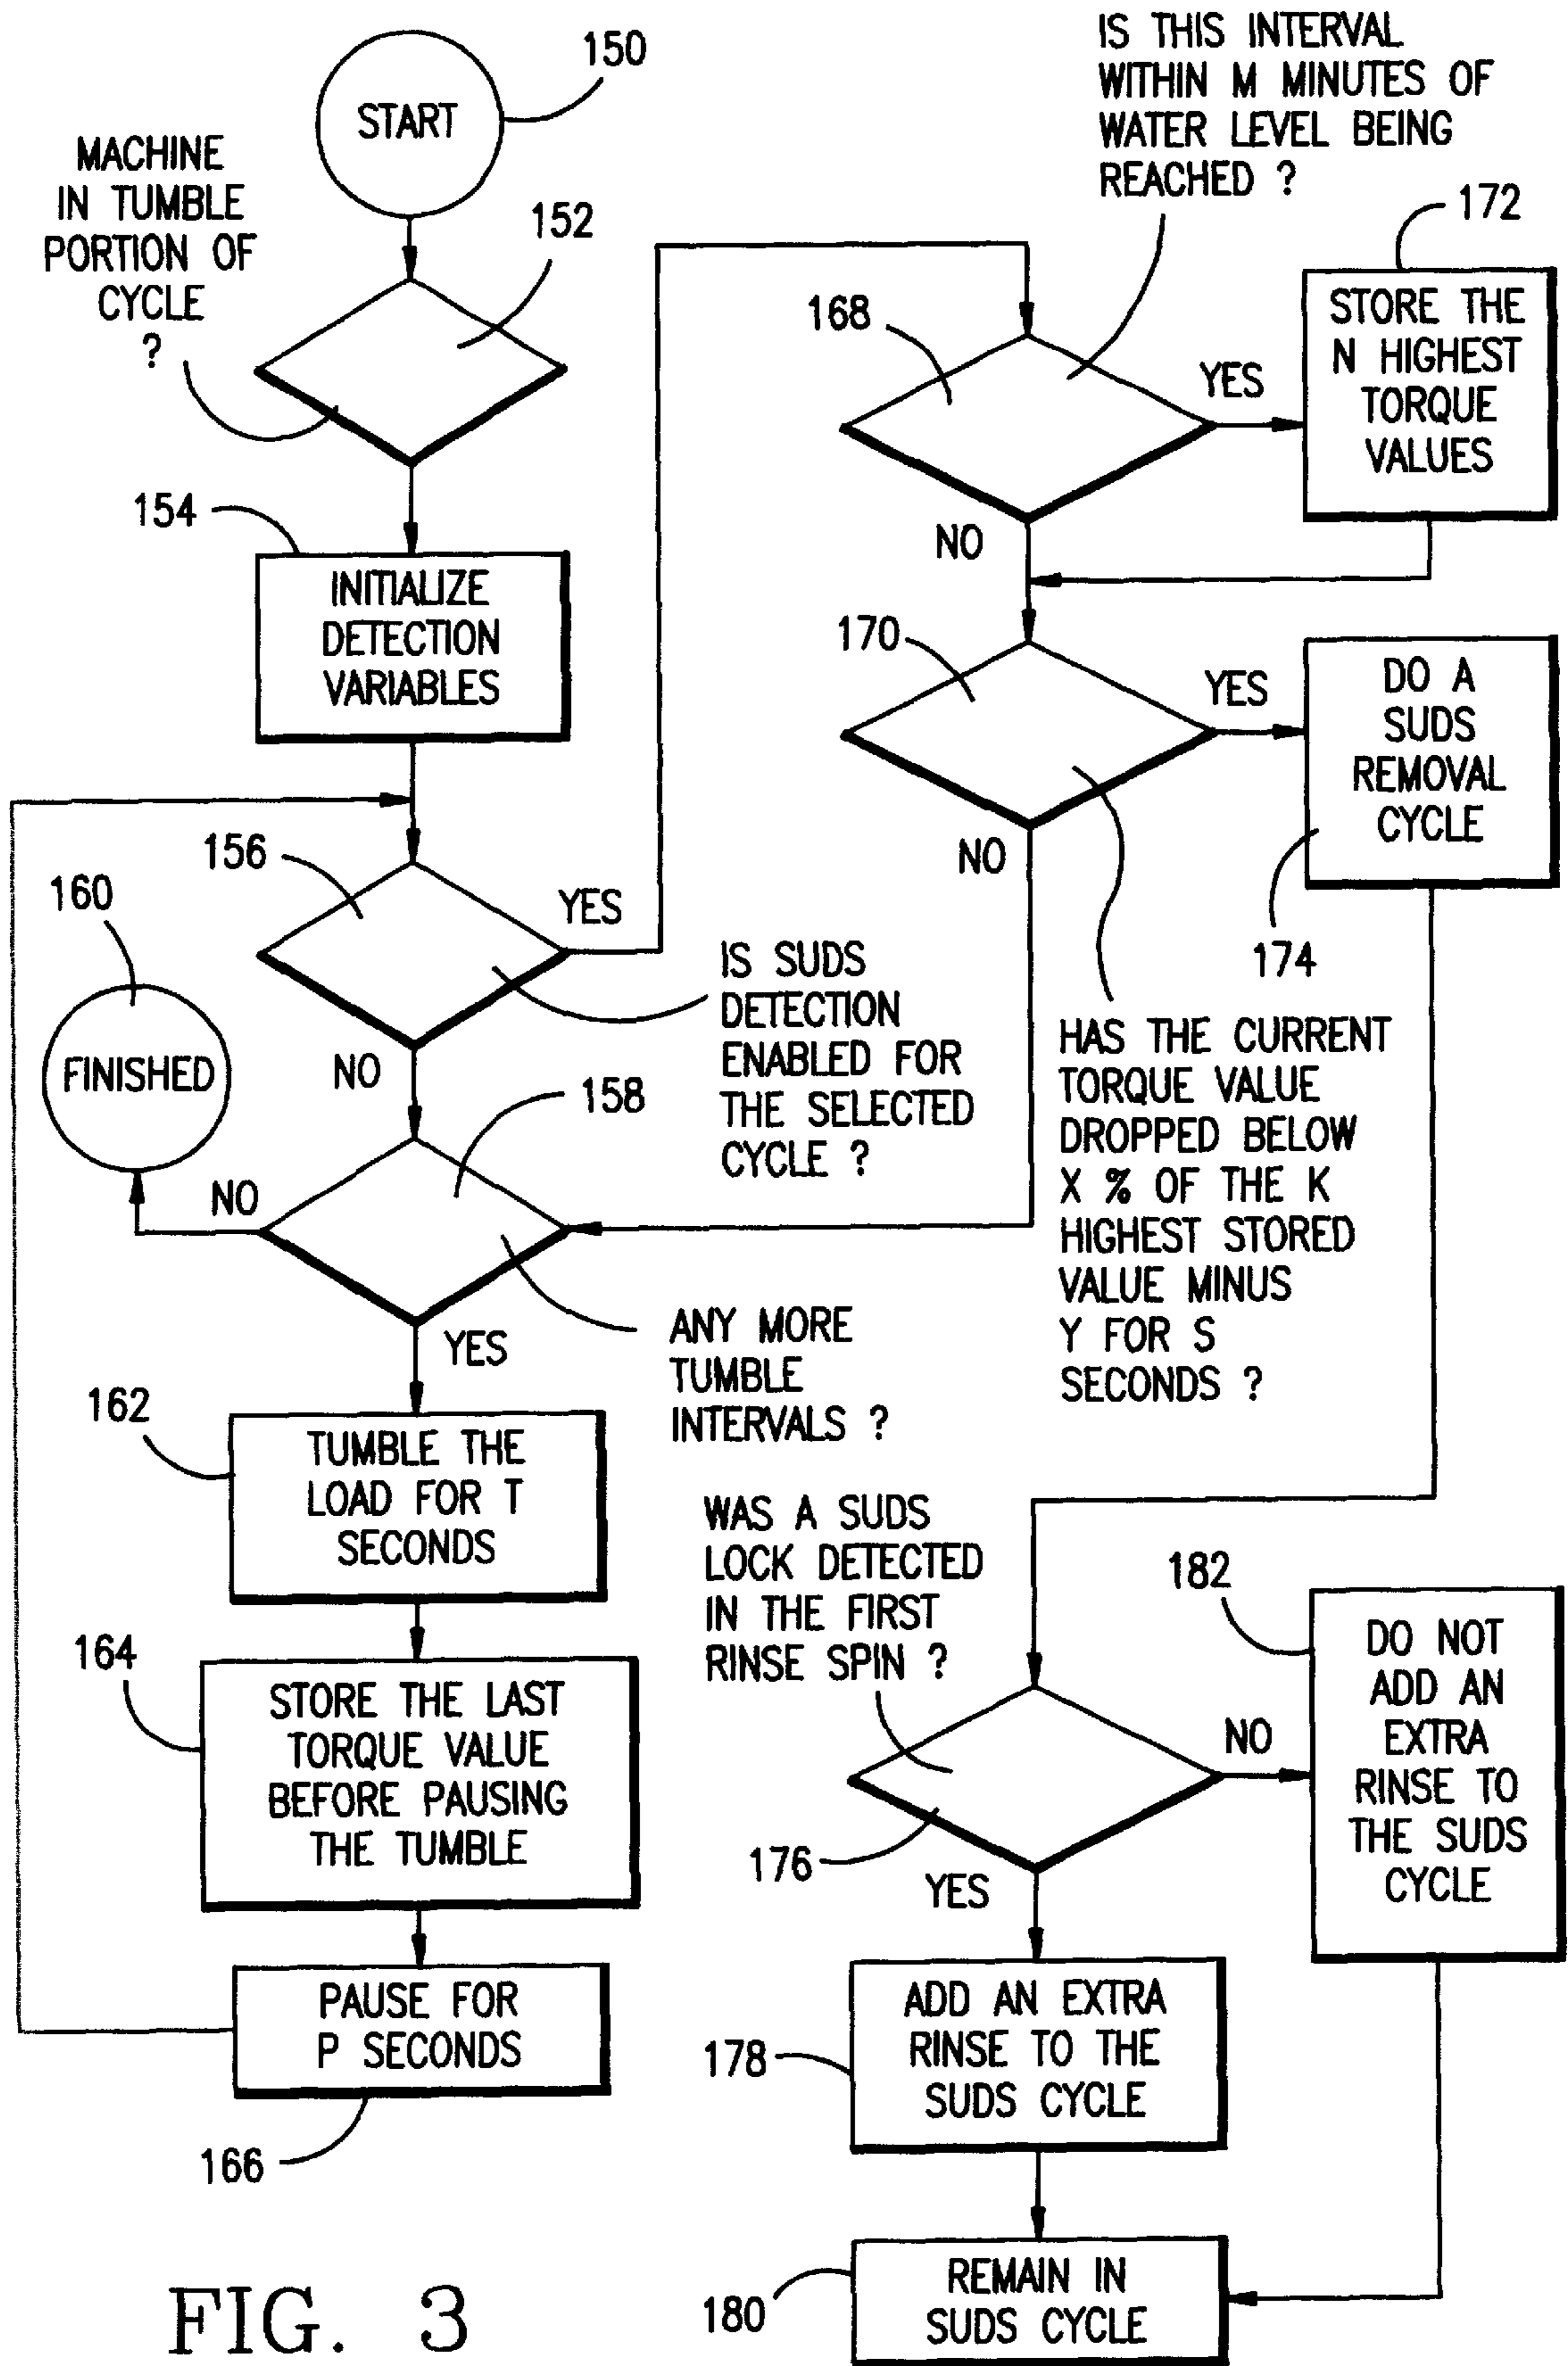 150
START
MACHINE
IN TUMBLE
PORTION OF
CYCLE
?
152
154
INITIALIZE
DETECTION
VARIABLES
156
YES
NO
IS SUDS
DETECTION
ENABLED FOR
THE SELECTED
CYCLE ?
160
FINISHED
158
NO
YES
ANY MORE
TUMBLE
INTERVALS ?
162
TUMBLE THE
LOAD FOR T
SECONDS
164
STORE THE LAST
TORQUE VALUE
BEFORE PAUSING
THE TUMBLE
PAUSE FOR
P SECONDS
166
IS THIS INTERVAL
WITHIN M MINUTES OF
WATER LEVEL BEING
REACHED ?
168
YES
NO
172
STORE THE
N HIGHEST
TORQUE
VALUES
170
YES
NO
DO A
SUDS
REMOVAL
CYCLE
174
HAS THE CURRENT
TORQUE VALUE
DROPPED BELOW
X % OF THE K
HIGHEST STORED
VALUE MINUS
Y FOR S
SECONDS ?
WAS A SUDS
LOCK DETECTED
IN THE FIRST
RINSE SPIN ?
176
NO
YES
182
DO NOT
ADD AN
EXTRA
RINSE TO
THE SUDS
CYCLE
178
ADD AN EXTRA
RINSE TO THE
SUDS CYCLE
180
REMAIN IN
SUDS CYCLE
FIG. 3